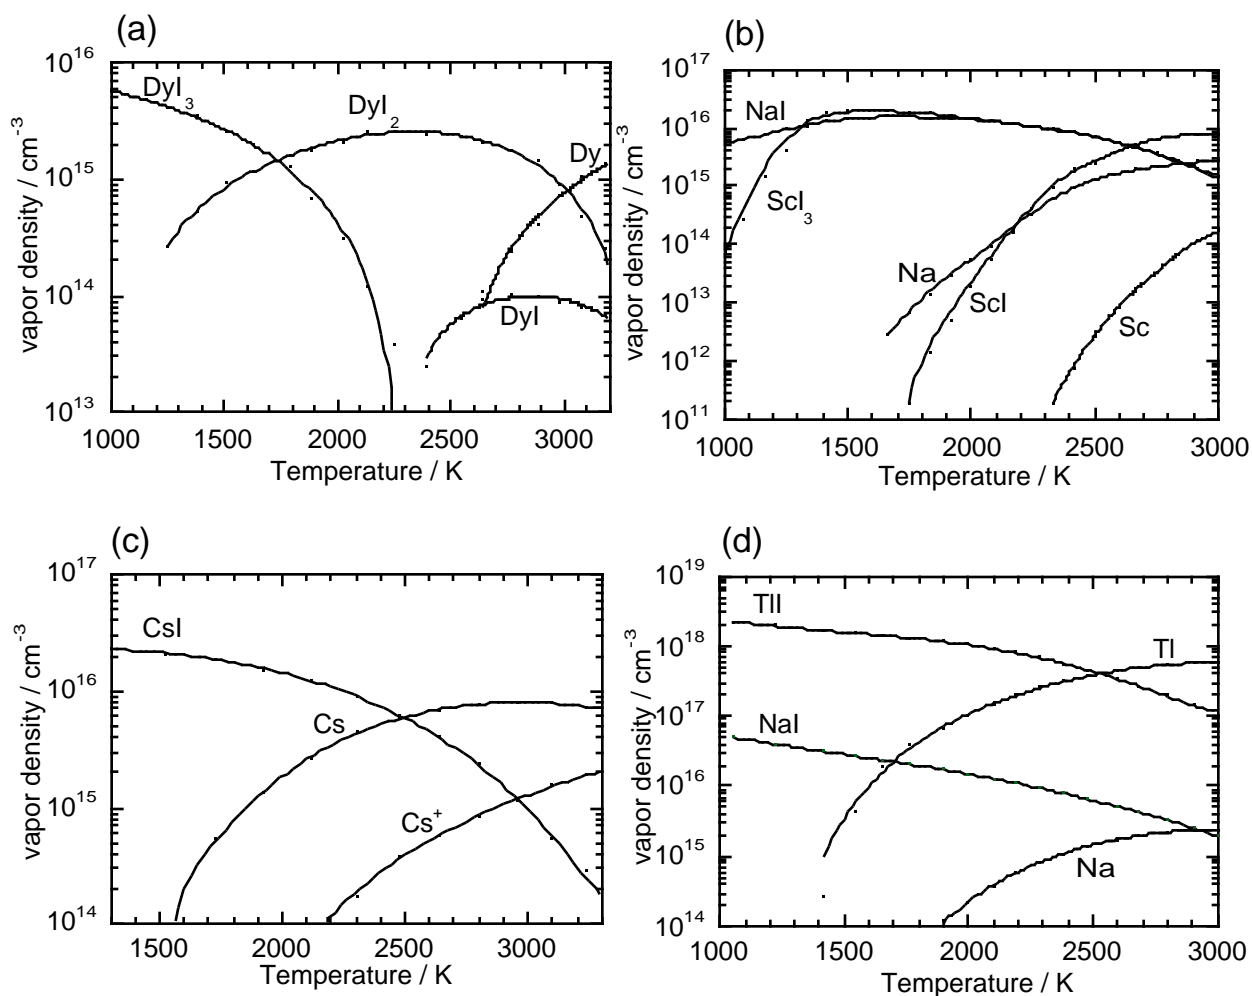 (a)
10^16
10^15
10^14
10^13
vapor density / cm^-3
DyI_3
DyI_2
Dy
DyI
1000 1500 2000 2500 3000
Temperature / K
(b)
10^17
10^16
10^15
10^14
10^13
10^12
10^11
vapor density / cm^-3
NaI
ScI_3
Na
ScI
Sc
1000 1500 2000 2500 3000
Temperature / K
(c)
10^17
10^16
10^15
10^14
vapor density / cm^-3
CsI
Cs
Cs^+
1500 2000 2500 3000
Temperature / K
(d)
10^19
10^18
10^17
10^16
10^15
10^14
vapor density / cm^-3
TlI
Tl
NaI
Na
1000 1500 2000 2500 3000
Temperature / K